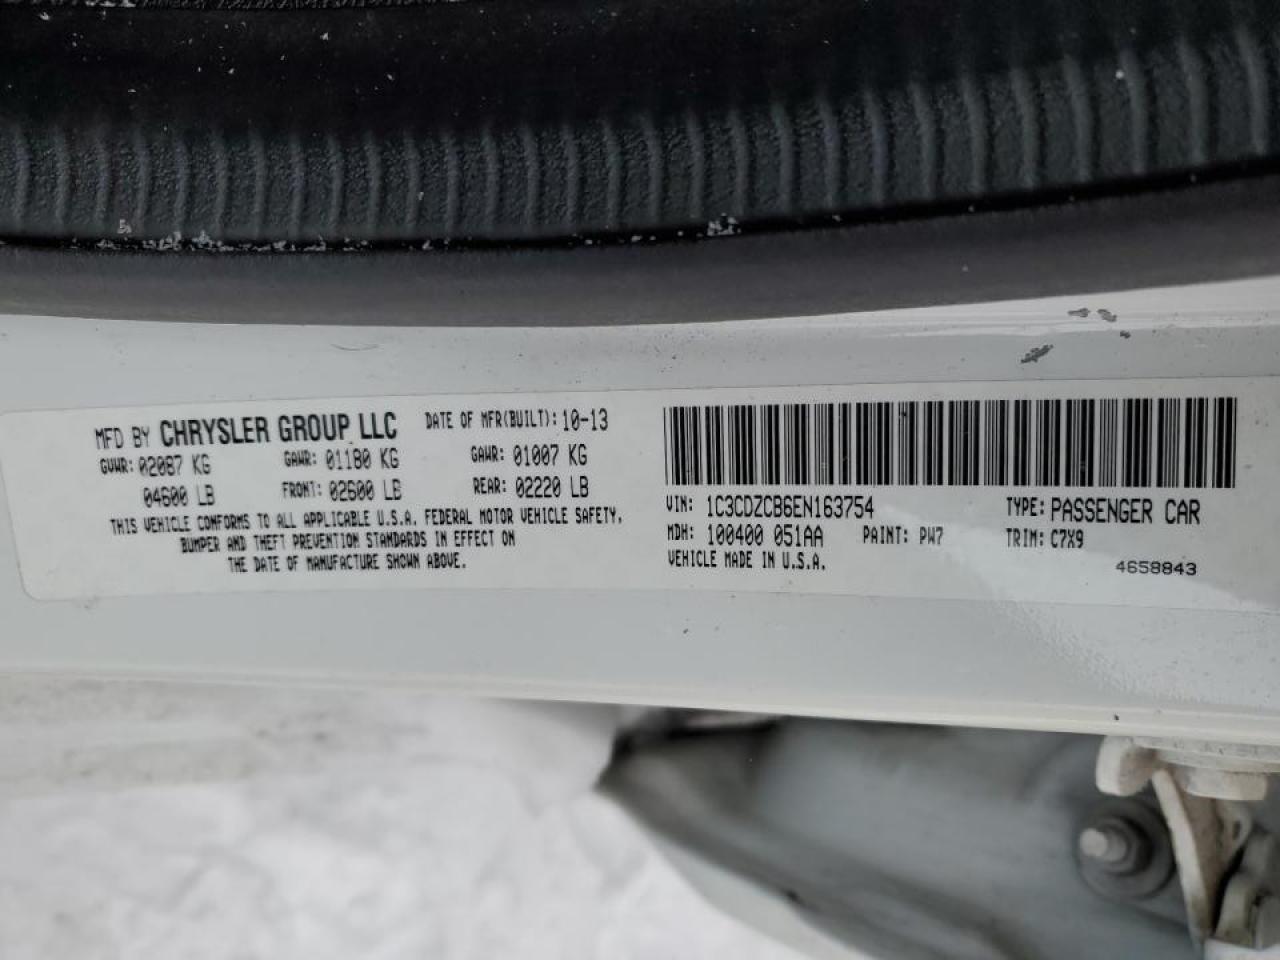 MFD BY CHRYSLER GROUP LLC DATE OF MFR(BUILT): 10-13
GVWR: 02087 KG GAWR: 01180 KG GAWR: 01007 KG
04600 LB FRONT: 02600 LB REAR: 02220 LB
THIS VEHICLE CONFORMS TO ALL APPLICABLE U.S.A. FEDERAL MOTOR VEHICLE SAFETY,
BUMPER AND THEFT PREVENTION STANDARDS IN EFFECT ON
THE DATE OF MANUFACTURE SHOWN ABOVE.
VIN: 1C3CDZCB6EN163754 TYPE: PASSENGER CAR
MDH: 100400 051AA PAINT: PW7 TRIM: C7X9
VEHICLE MADE IN U.S.A. 4658843